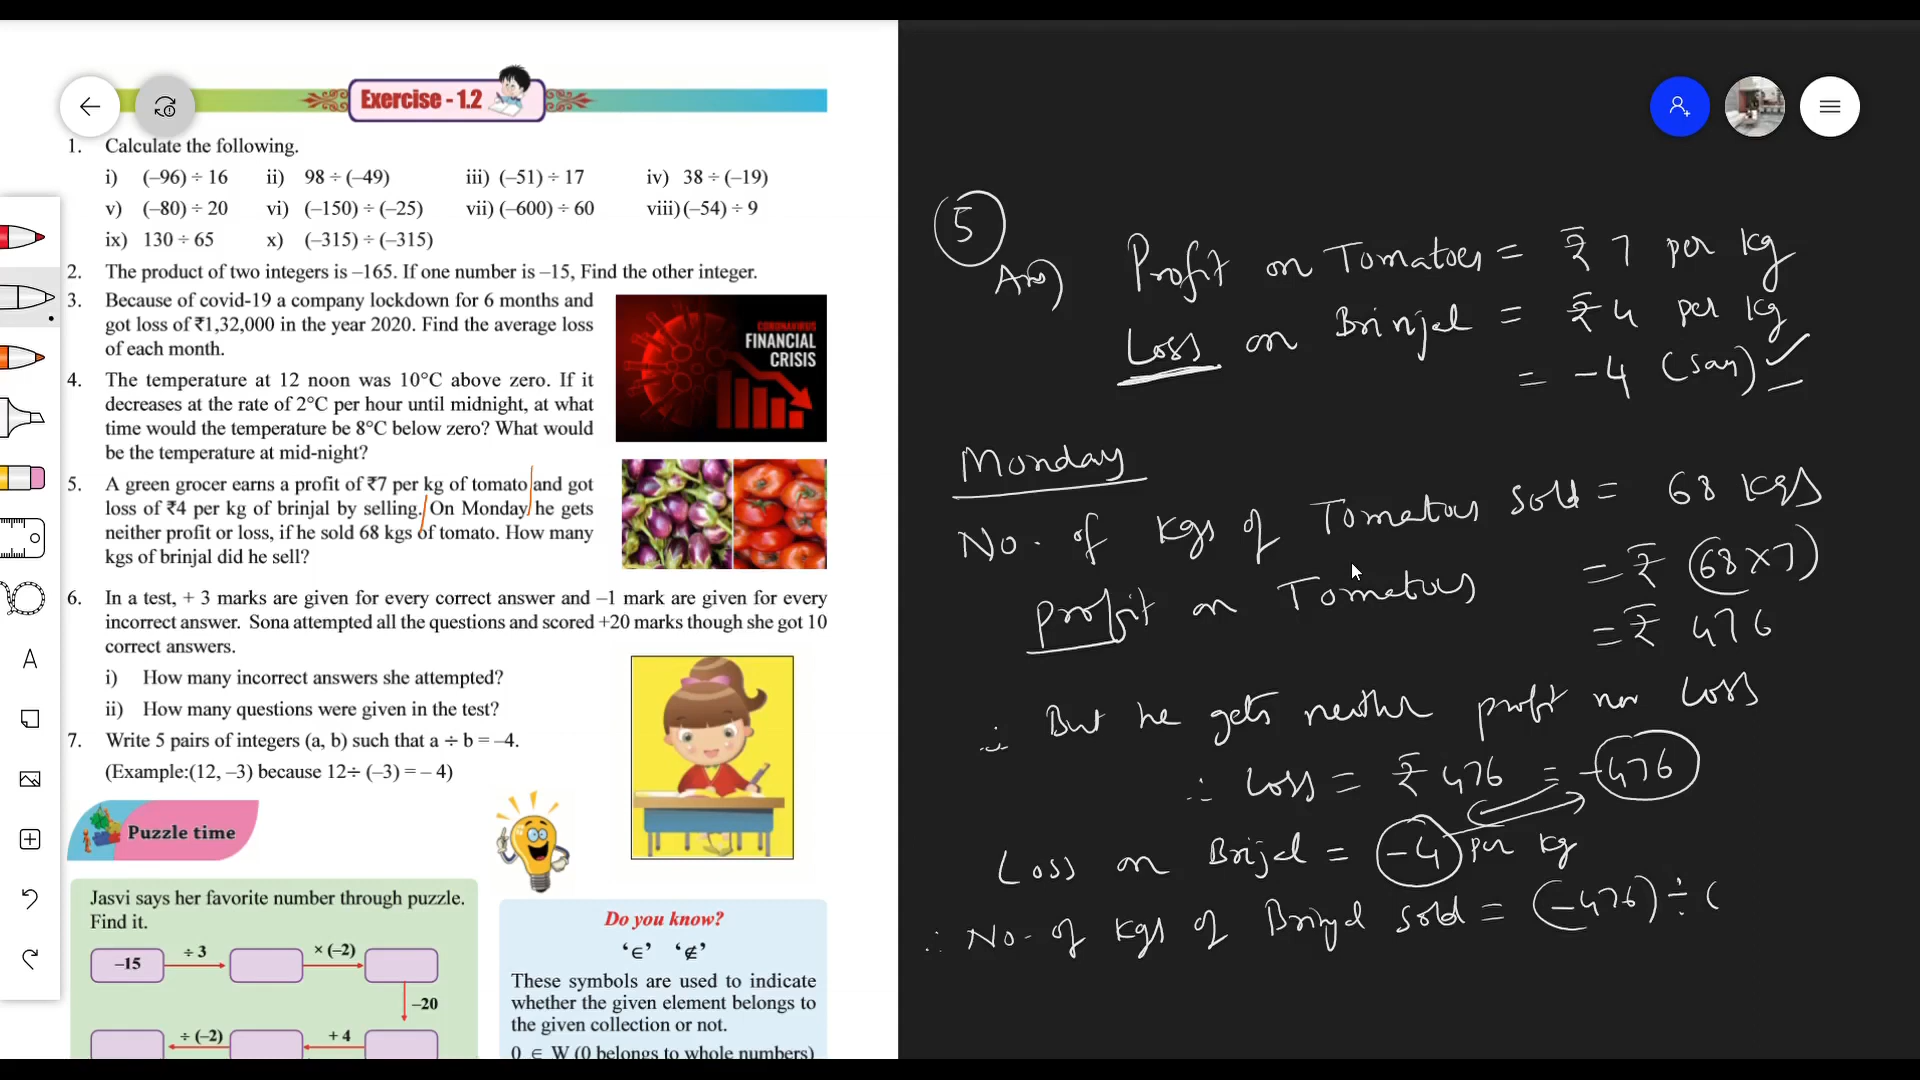 Exercise - 1.2
1. Calculate the following.
i) (–96) ÷ 16 ii) 98 ÷ (–49) iii) (–51) ÷ 17 iv) 38 ÷ (–19)
v) (–80) ÷ 20 vi) (–150) ÷ (–25) vii) (–600) ÷ 60 viii) (–54) ÷ 9
ix) 130 ÷ 65 x) (–315) ÷ (–315)
2. The product of two integers is –165. If one number is –15, Find the other integer.
3. Because of covid-19 a company lockdown for 6 months and
got loss of ₹1,32,000 in the year 2020. Find the average loss
of each month.
CORONAVIRUS
FINANCIAL
CRISIS
4. The temperature at 12 noon was 10°C above zero. If it
decreases at the rate of 2°C per hour until midnight, at what
time would the temperature be 8°C below zero? What would
be the temperature at mid-night?
5. A green grocer earns a profit of ₹7 per kg of tomato and got
loss of ₹4 per kg of brinjal by selling. On Monday he gets
neither profit or loss, if he sold 68 kgs of tomato. How many
kgs of brinjal did he sell?
6. In a test, + 3 marks are given for every correct answer and –1 mark are given for every
incorrect answer. Sona attempted all the questions and scored +20 marks though she got 10
correct answers.
i) How many incorrect answers she attempted?
ii) How many questions were given in the test?
7. Write 5 pairs of integers (a, b) such that a ÷ b = –4.
(Example:(12, –3) because 12÷ (–3) = – 4)
Puzzle time
Jasvi says her favorite number through puzzle.
Find it.
–15 ÷ 3 × (–2)
–20
÷ (–2) + 4
Do you know?
‘∈’ ‘∉’
These symbols are used to indicate
whether the given element belongs to
the given collection or not.
0 ∈ W (0 belongs to whole numbers)
A
5
Ans) Profit on Tomatoes = ₹ 7 per kg
Loss on Brinjal = ₹ 4 per kg
= -4 (say)
Monday
No. of kgs of Tomatoes sold = 68 kgs
Profit on Tomatoes = ₹ (68×7)
= ₹ 476
∴ But he gets neither profit nor loss
∴ Loss = ₹ 476 = -476
Loss on Brijal = -4 per kg
∴ No. of kgs of Brinjal sold = (-476) ÷ (